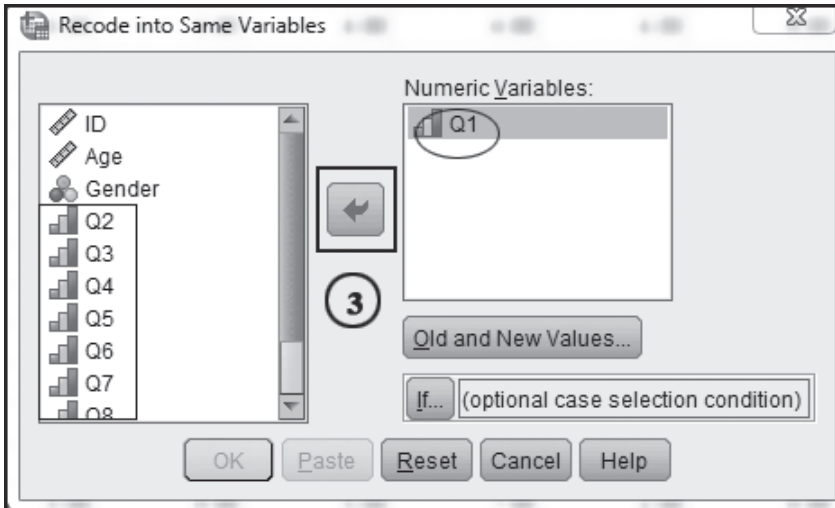 Recode into Same Variables
ID
Age
Gender
Q2
Q3
Q4
Q5
Q6
Q7
Q8
3
Numeric Variables:
Q1
Old and New Values...
If... (optional case selection condition)
OK Paste Reset Cancel Help